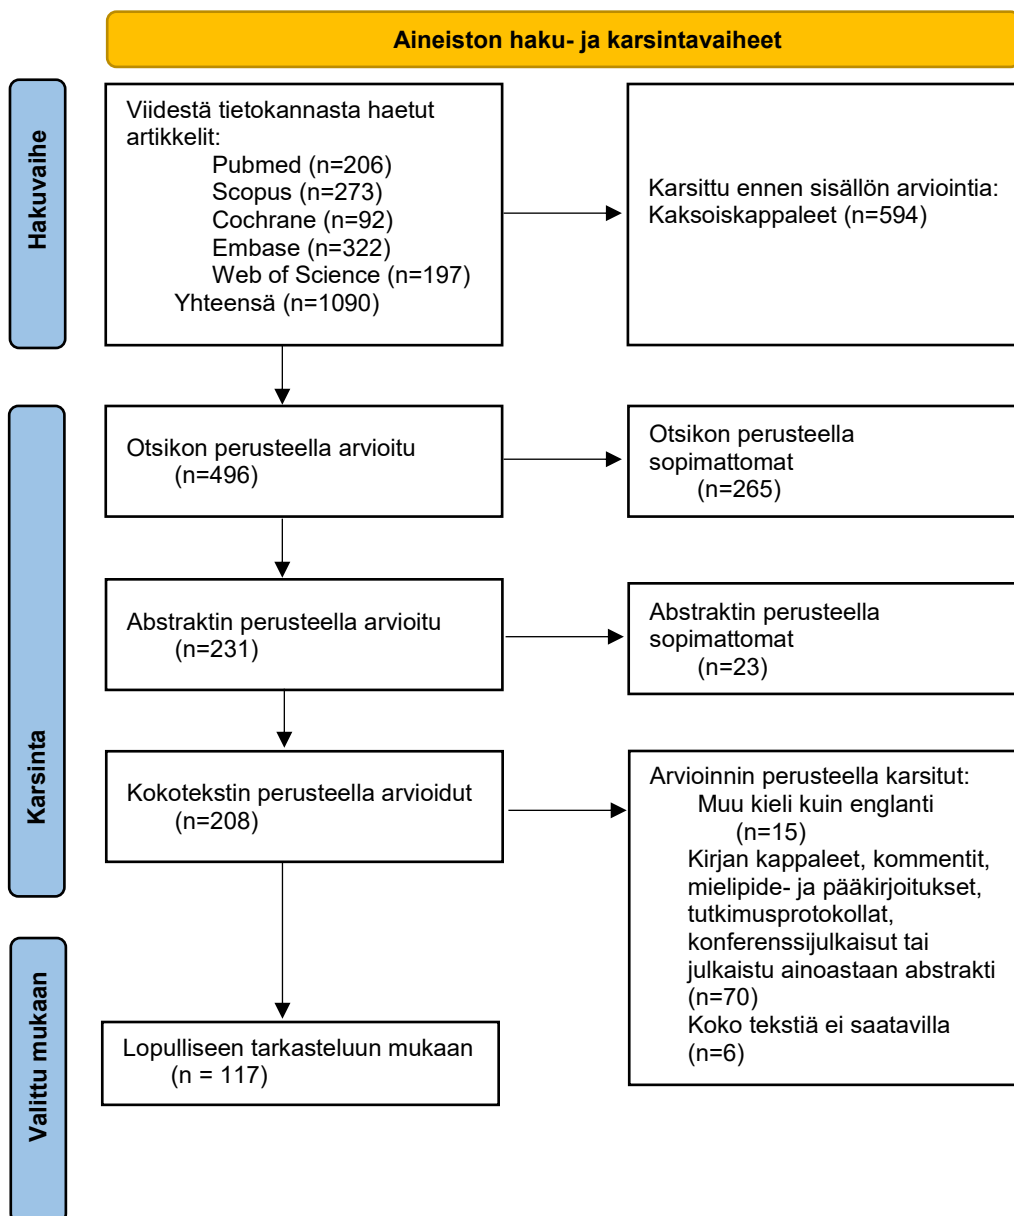 Aineiston haku- ja karsintavaiheet
Hakuvaihe
Viidestä tietokannasta haetut
artikkelit:
Pubmed (n=206)
Scopus (n=273)
Cochrane (n=92)
Embase (n=322)
Web of Science (n=197)
Yhteensä (n=1090)
Karsittu ennen sisällön arviointia:
Kaksoiskappaleet (n=594)
Karsinta
Otsikon perusteella arvioitu
(n=496)
Otsikon perusteella
sopimattomat
(n=265)
Abstraktin perusteella arvioitu
(n=231)
Abstraktin perusteella
sopimattomat
(n=23)
Kokotekstin perusteella arvioidut
(n=208)
Arvioinnin perusteella karsitut:
Muu kieli kuin englanti
(n=15)
Kirjan kappaleet, kommentit,
mielipide- ja pääkirjoitukset,
tutkimusprotokollat,
konferenssijulkaisut tai
julkaistu ainoastaan abstrakti
(n=70)
Koko tekstiä ei saatavilla
(n=6)
Valittu mukaan
Lopulliseen tarkasteluun mukaan
(n = 117)